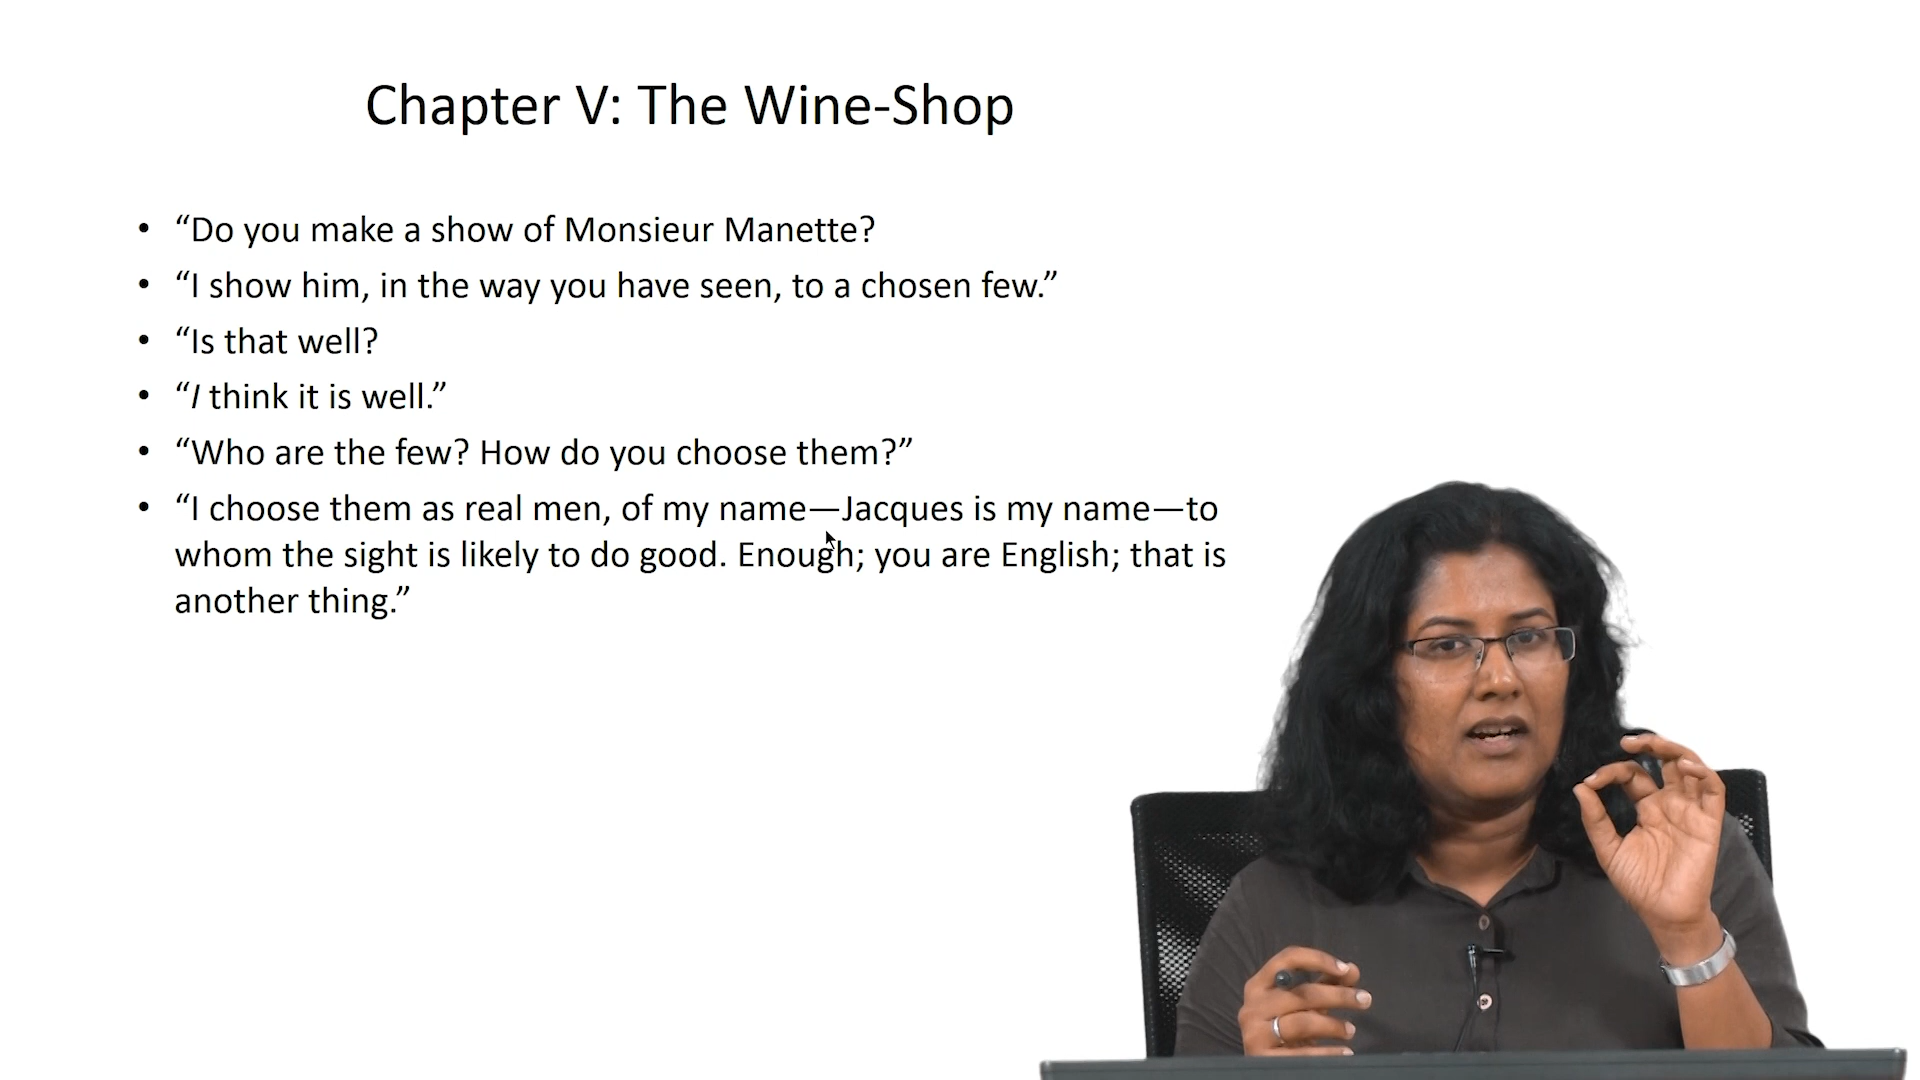 Chapter V: The Wine-Shop
• “Do you make a show of Monsieur Manette?
• “I show him, in the way you have seen, to a chosen few.”
• “Is that well?
• “I think it is well.”
• “Who are the few? How do you choose them?”
• “I choose them as real men, of my name—Jacques is my name—to
whom the sight is likely to do good. Enough; you are English; that is
another thing.”